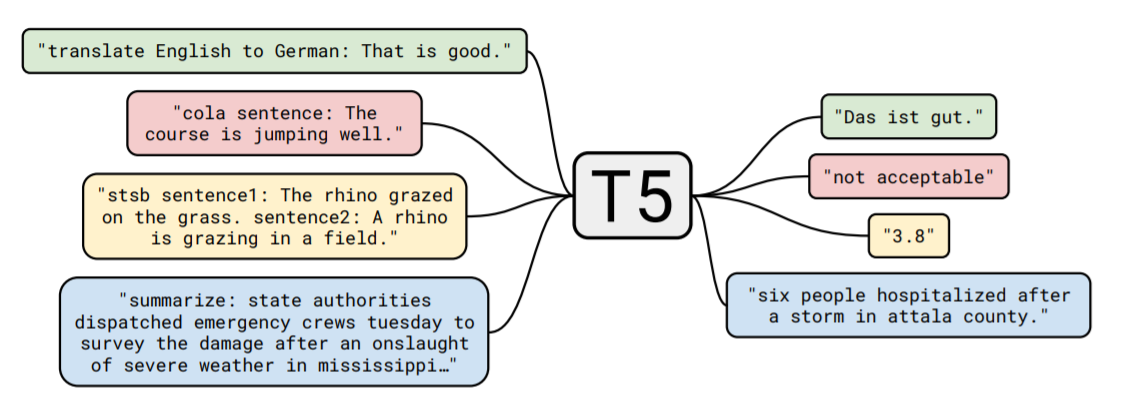 "translate English to German: That is good."
"cola sentence: The
course is jumping well."
"stsb sentence1: The rhino grazed
on the grass. sentence2: A rhino
is grazing in a field."
"summarize: state authorities
dispatched emergency crews tuesday to
survey the damage after an onslaught
of severe weather in mississippi…"
T5
"Das ist gut."
"not acceptable"
"3.8"
"six people hospitalized after
a storm in attala county."